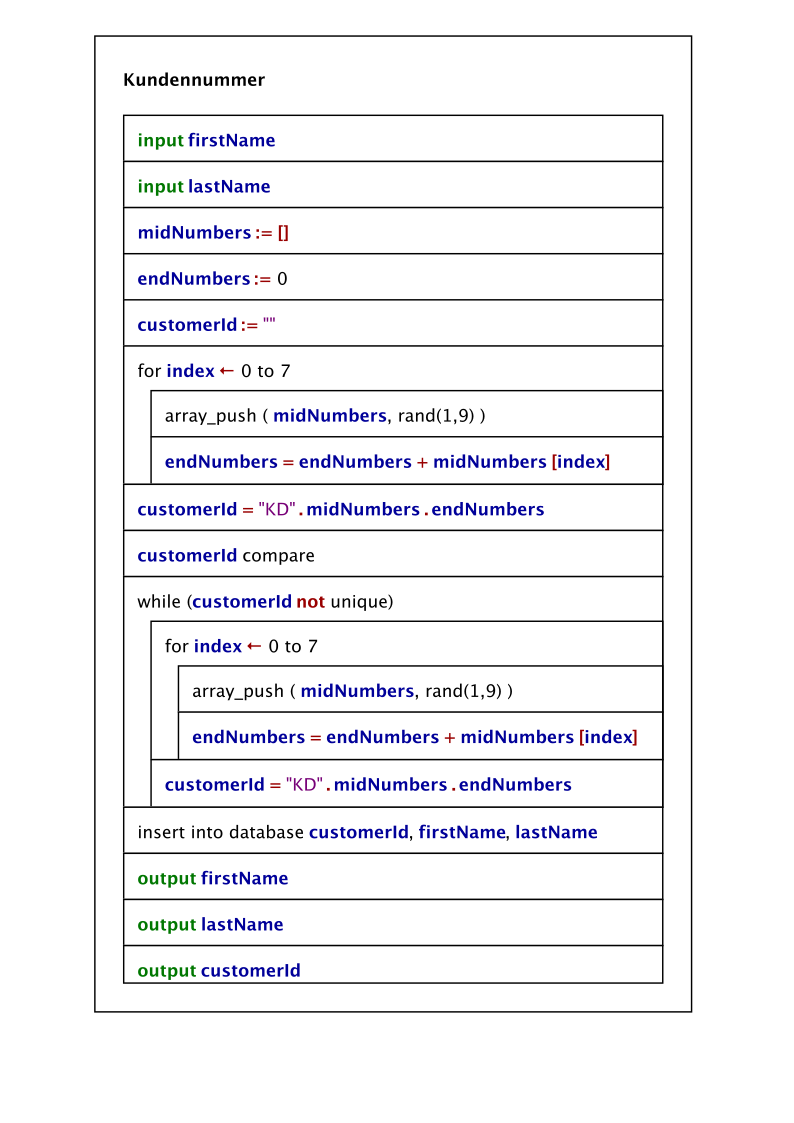 Kundennummer
input firstName
input lastName
midNumbers := []
endNumbers := 0
customerId := ""
for index ← 0 to 7
array_push ( midNumbers, rand(1,9) )
endNumbers = endNumbers + midNumbers [index]
customerId = "KD" . midNumbers . endNumbers
customerId compare
while (customerId not unique)
for index ← 0 to 7
array_push ( midNumbers, rand(1,9) )
endNumbers = endNumbers + midNumbers [index]
customerId = "KD" . midNumbers . endNumbers
insert into database customerId, firstName, lastName
output firstName
output lastName
output customerId